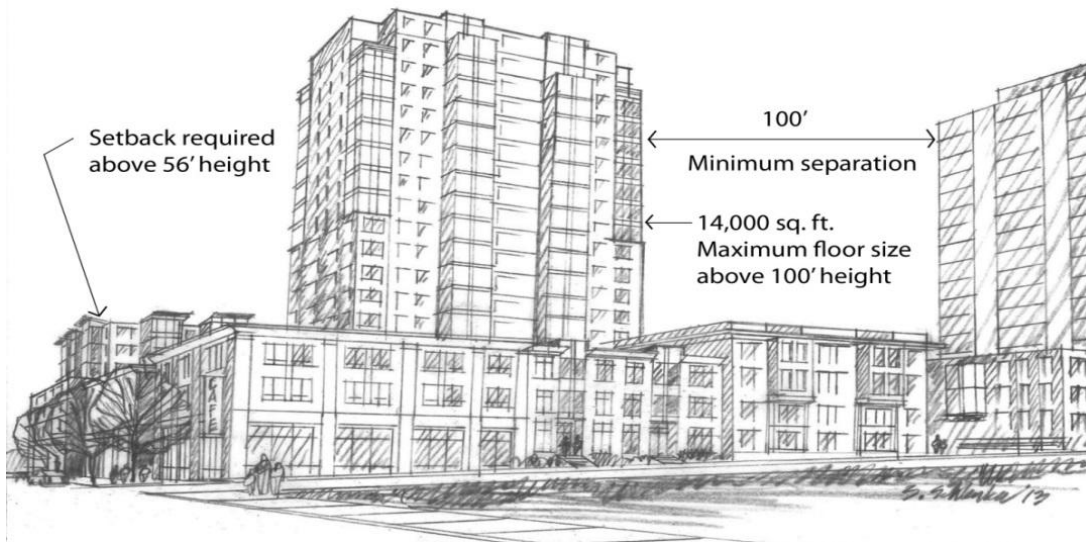 Setback required
above 56' height
100'
Minimum separation
14,000 sq. ft.
Maximum floor size
above 100' height
CAFE
'13